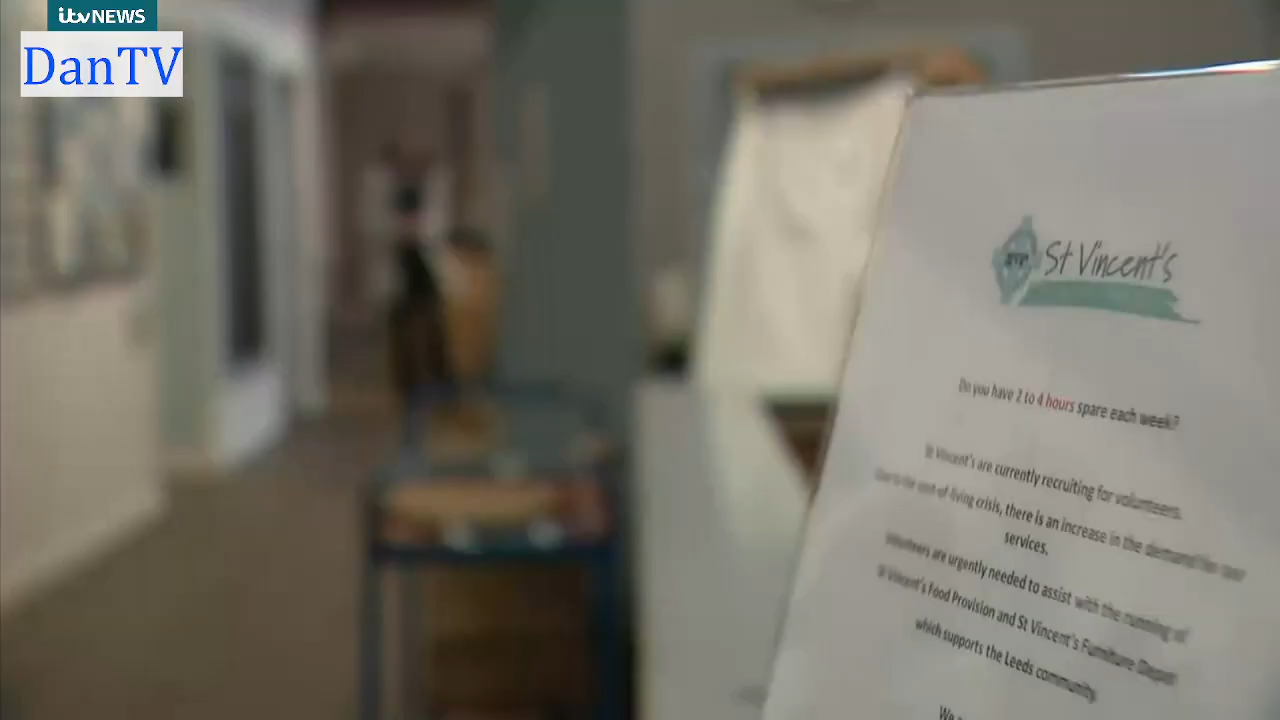 itv NEWS
DanTV
SVP
St Vincent's
Do you have 2 to 4 hours spare each week?
St Vincent's are currently recruiting for volunteers.
Due to the cost-of-living crisis, there is an increase in the demand for our
services.
Volunteers are urgently needed to assist with the running of
St Vincent's Food Provision and St Vincent's Furniture Depot
which supports the Leeds community.